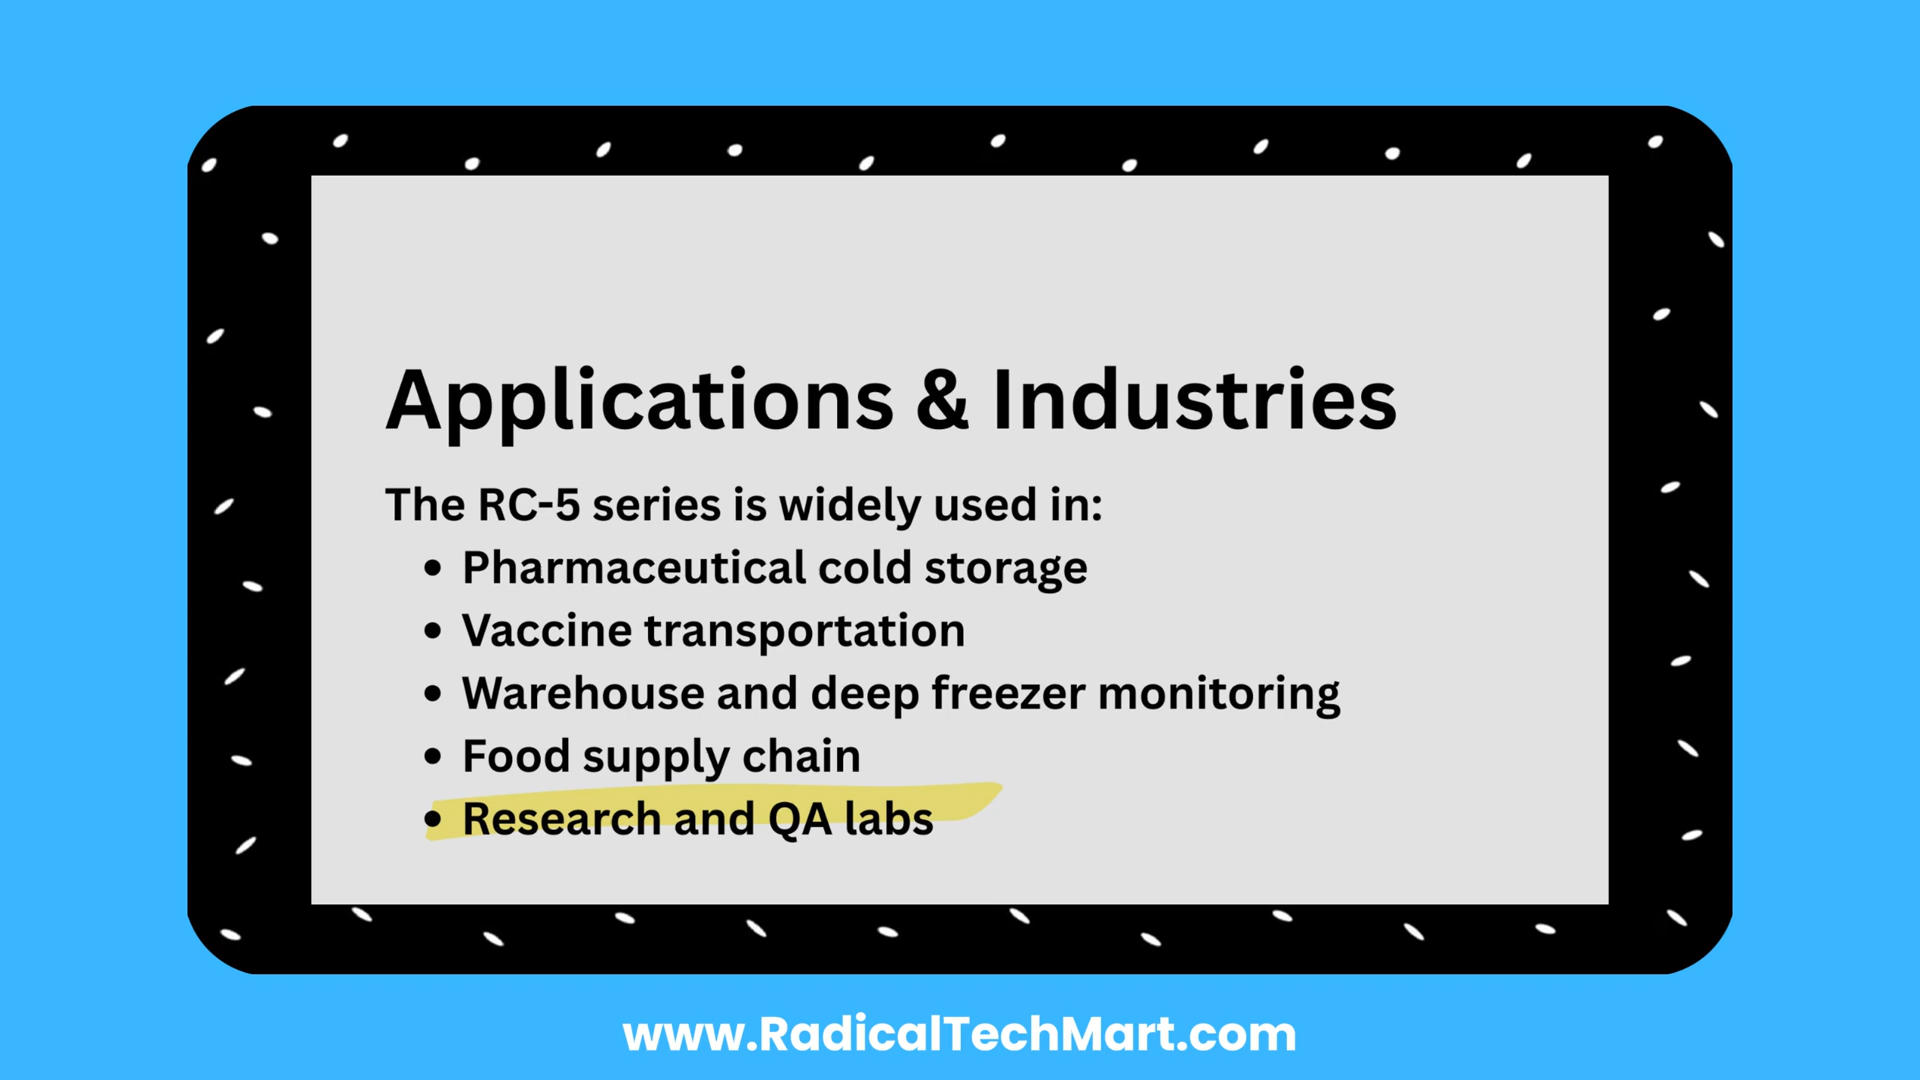 Applications & Industries
The RC-5 series is widely used in:
• Pharmaceutical cold storage
• Vaccine transportation
• Warehouse and deep freezer monitoring
• Food supply chain
• Research and QA labs
www.RadicalTechMart.com